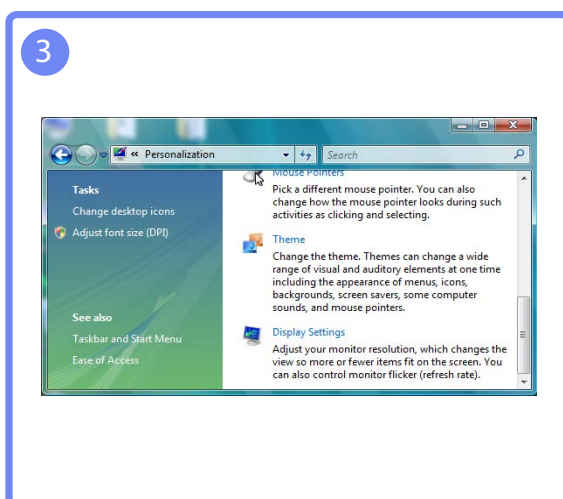 3
« Personalization
Search
Tasks
Change desktop icons
Adjust font size (DPI)
See also
Taskbar and Start Menu
Ease of Access
Mouse Pointers
Pick a different mouse pointer. You can also
change how the mouse pointer looks during such
activities as clicking and selecting.
Theme
Change the theme. Themes can change a wide
range of visual and auditory elements at one time
including the appearance of menus, icons,
backgrounds, screen savers, some computer
sounds, and mouse pointers.
Display Settings
Adjust your monitor resolution, which changes the
view so more or fewer items fit on the screen. You
can also control monitor flicker (refresh rate).